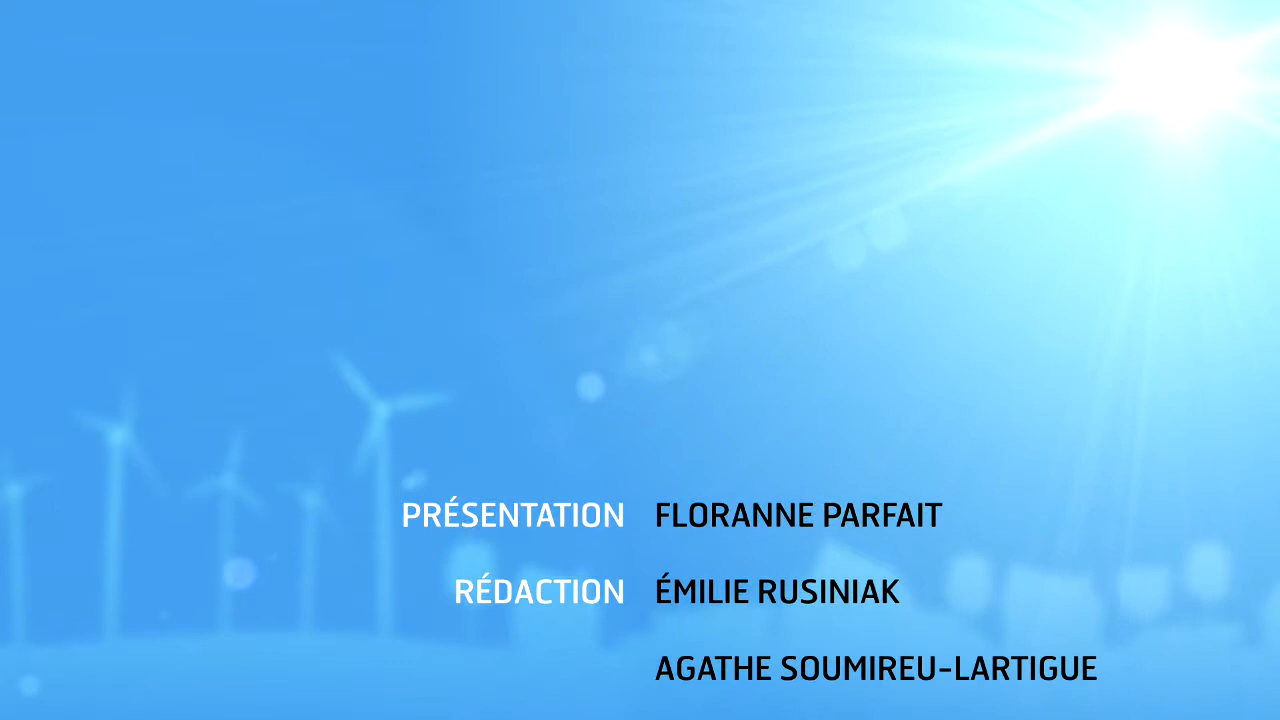 PRÉSENTATION FLORANNE PARFAIT
RÉDACTION ÉMILIE RUSINIAK
AGATHE SOUMIREU-LARTIGUE